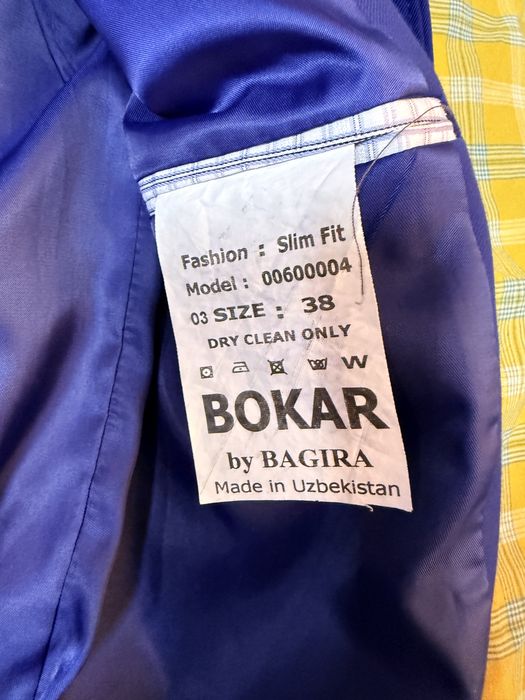 Fashion : Slim Fit
Model : 00600004
03 SIZE : 38
DRY CLEAN ONLY
W
BOKAR
by BAGIRA
Made in Uzbekistan